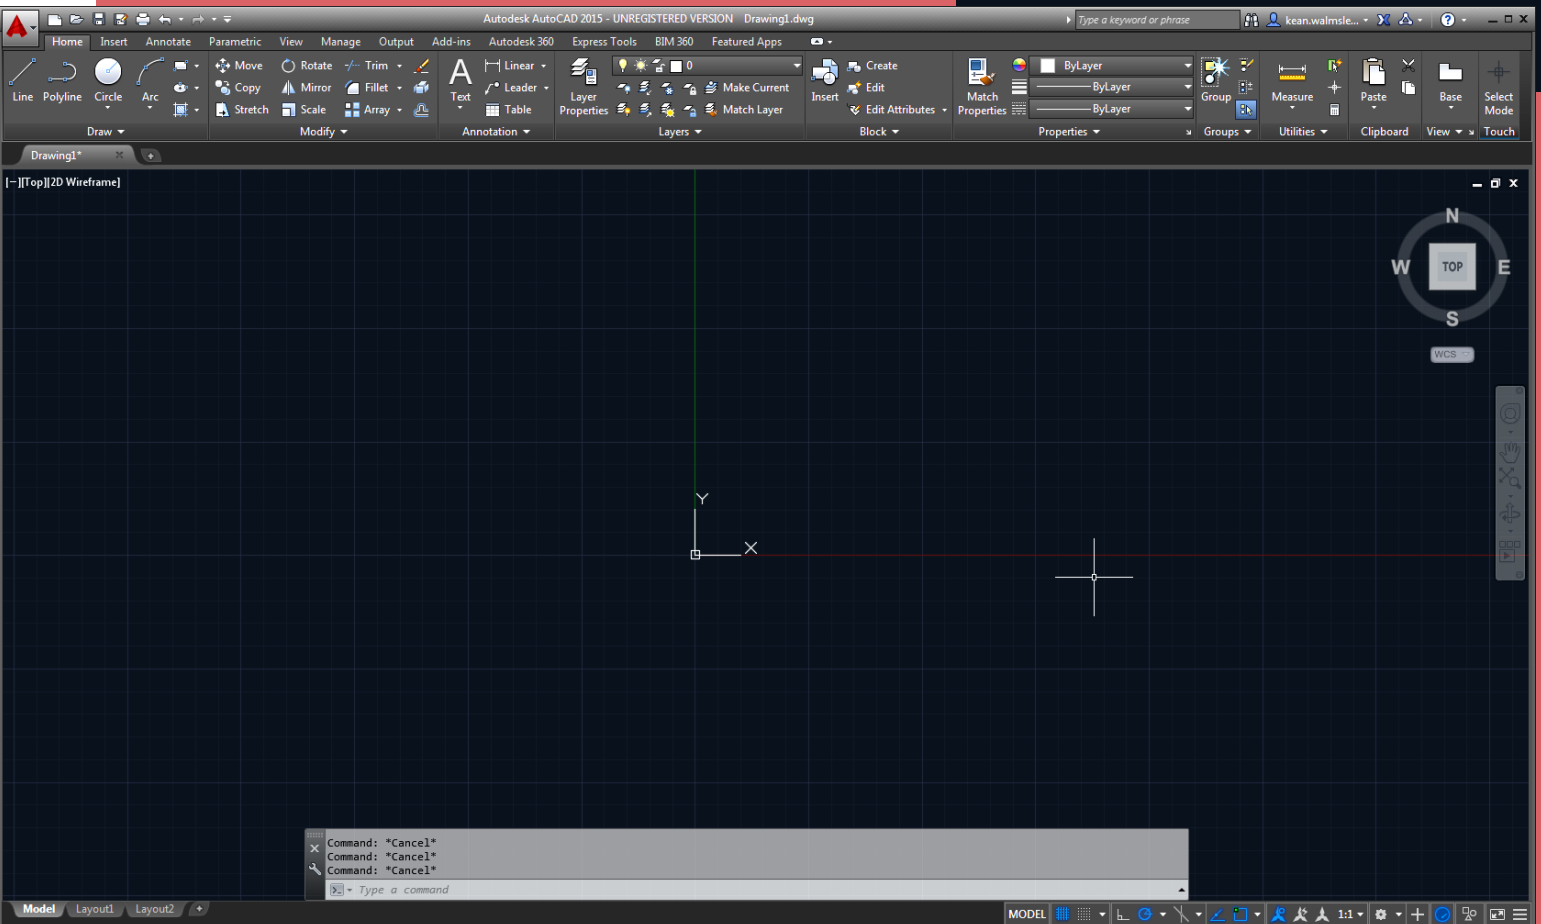 Autodesk AutoCAD 2015 - UNREGISTERED VERSION Drawing1.dwg
Type a keyword or phrase
kean.walmsle...
Home Insert Annotate Parametric View Manage Output Add-ins Autodesk 360 Express Tools BIM 360 Featured Apps
Line Polyline Circle Arc
Move Rotate Trim
Copy Mirror Fillet
Stretch Scale Array
Text
Linear
Leader
Table
Layer
Properties
0
Make Current
Match Layer
Insert
Create
Edit
Edit Attributes
Match
Properties
ByLayer
ByLayer
ByLayer
Group
Measure
Paste
Base
Select
Mode
Draw Modify Annotation Layers Block Properties Groups Utilities Clipboard View Touch
Drawing1*
[−][Top][2D Wireframe]
N
W TOP E
S
WCS
Y
X
Command: *Cancel*
Command: *Cancel*
Command: *Cancel*
Type a command
Model Layout1 Layout2
MODEL 1:1